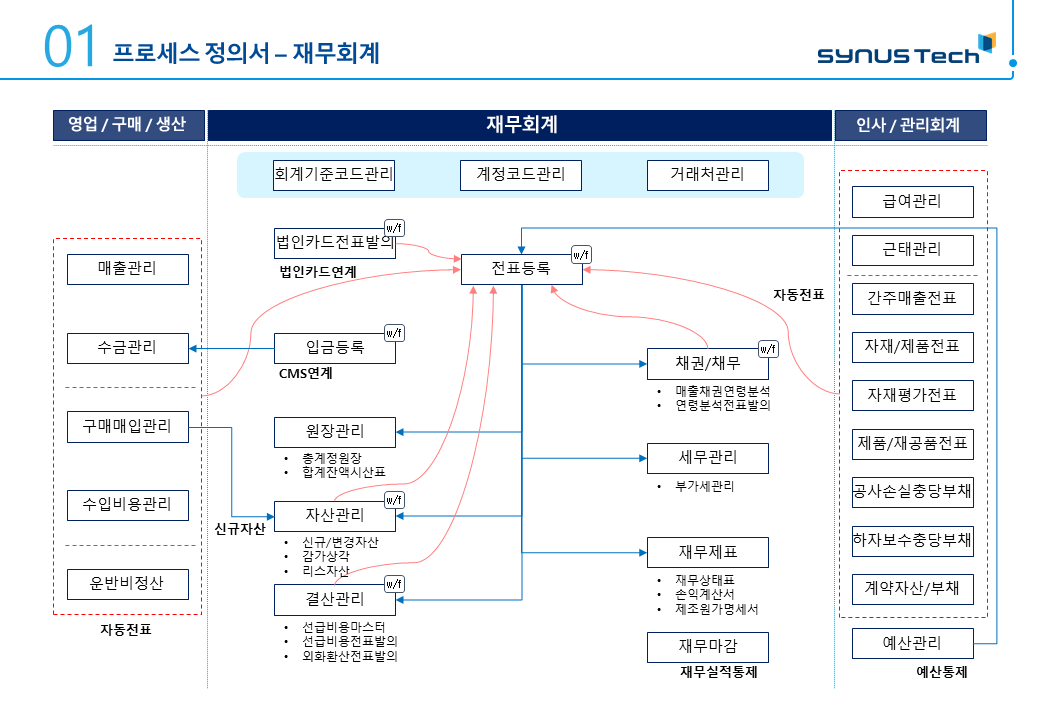 01 프로세스 정의서 – 재무회계
SYNUS Tech
영업 / 구매 / 생산
재무회계
인사 / 관리회계
회계기준코드관리
계정코드관리
거래처관리
매출관리
수금관리
구매매입관리
수입비용관리
운반비정산
자동전표
w/f
법인카드전표발의
법인카드연계
w/f
전표등록
w/f
입금등록
CMS연계
원장관리
• 총계정원장
• 합계잔액시산표
신규자산
w/f
자산관리
• 신규/변경자산
• 감가상각
• 리스자산
w/f
결산관리
• 선급비용마스터
• 선급비용전표발의
• 외화환산전표발의
w/f
채권/채무
• 매출채권연령분석
• 연령분석전표발의
세무관리
• 부가세관리
재무제표
• 재무상태표
• 손익계산서
• 제조원가명세서
재무마감
재무실적통제
자동전표
급여관리
근태관리
간주매출전표
자재/제품전표
자재평가전표
제품/재공품전표
공사손실충당부채
하자보수충당부채
계약자산/부채
예산관리
예산통제